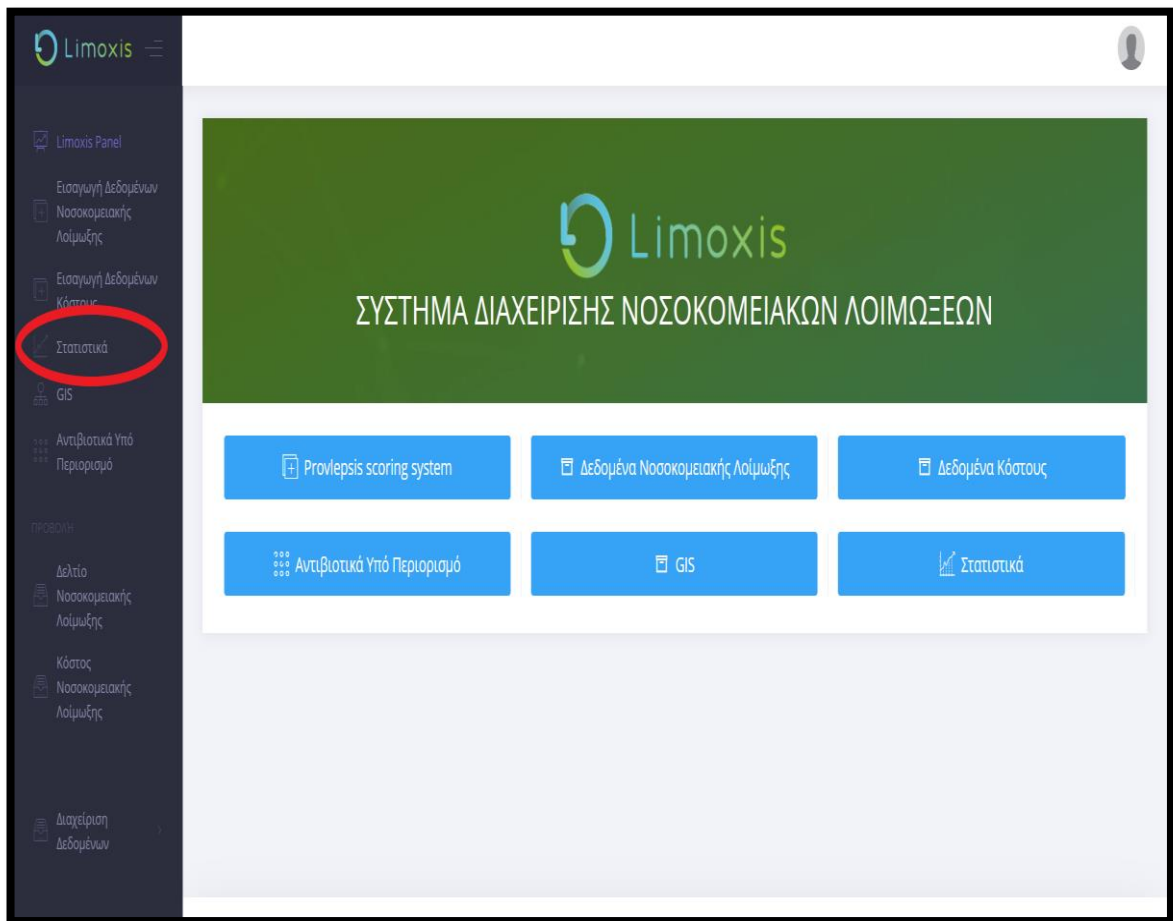 Limoxis
Limoxis Panel
Εισαγωγή Δεδομένων
Νοσοκομειακής
Λοίμωξης
Εισαγωγή Δεδομένων
Κόστους
Στατιστικά
GIS
Αντιβιοτικά Υπό
Περιορισμό
ΠΡΟΒΟΛΗ
Δελτίο
Νοσοκομειακής
Λοίμωξης
Κόστος
Νοσοκομειακής
Λοίμωξης
Διαχείριση
Δεδομένων
Limoxis
ΣΥΣΤΗΜΑ ΔΙΑΧΕΙΡΙΣΗΣ ΝΟΣΟΚΟΜΕΙΑΚΩΝ ΛΟΙΜΩΞΕΩΝ
Provlepsis scoring system
Δεδομένα Νοσοκομειακής Λοίμωξης
Δεδομένα Κόστους
Αντιβιοτικά Υπό Περιορισμό
GIS
Στατιστικά